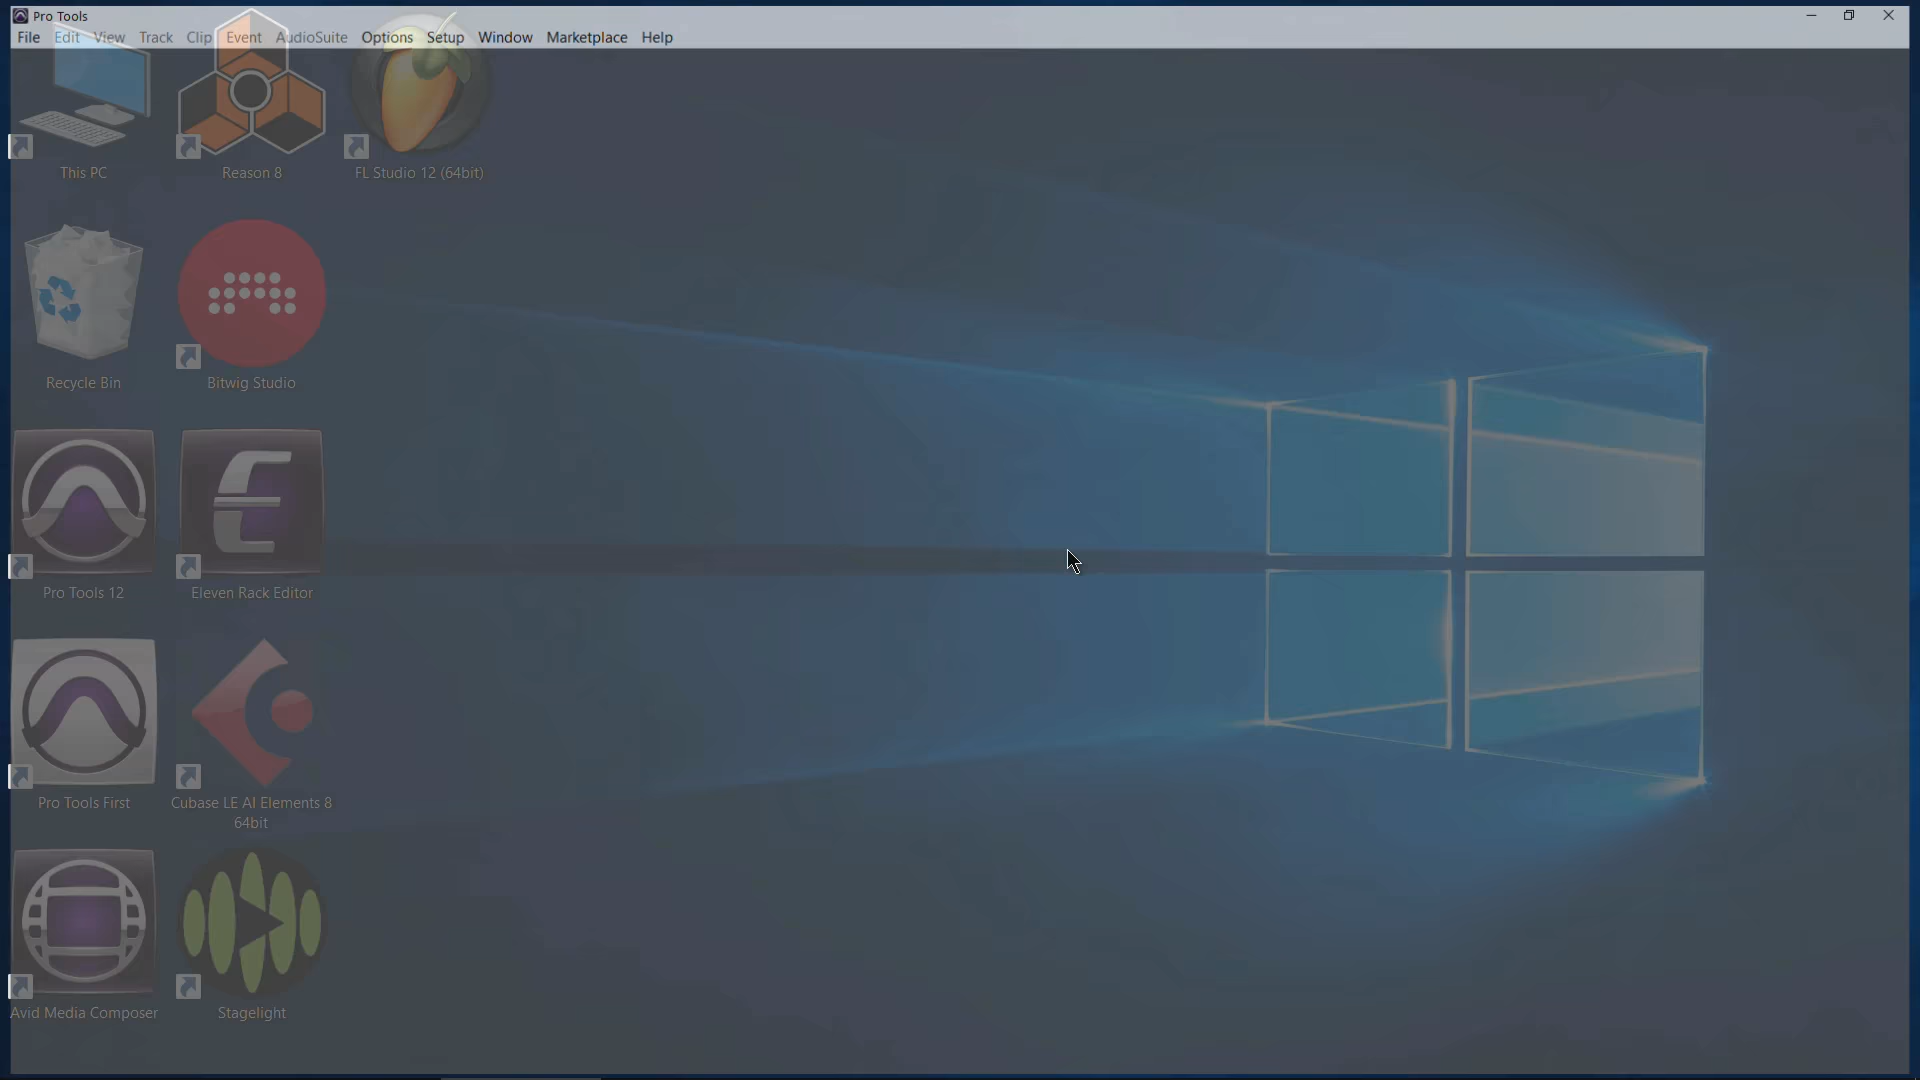 Pro Tools
File Edit View Track Clip Event AudioSuite Options Setup Window Marketplace Help
This PC
Reason 8
FL Studio 12 (64bit)
Recycle Bin
Bitwig Studio
Pro Tools 12
Eleven Rack Editor
Pro Tools First
Cubase LE AI Elements 8
64bit
Avid Media Composer
Stagelight